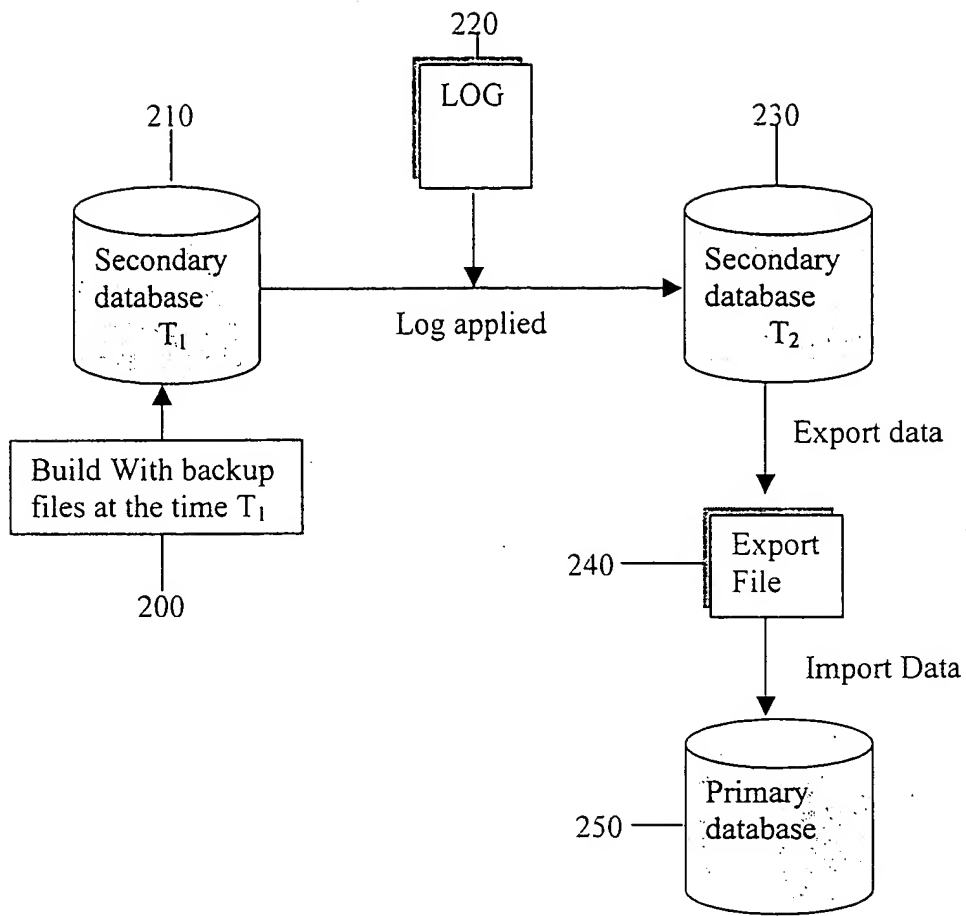 220
LOG
210
230
Secondary
database
T₁
Log applied
Secondary
database
T₂
Build With backup
files at the time T₁
200
Export data
240
Export
File
Import Data
250
Primary
database